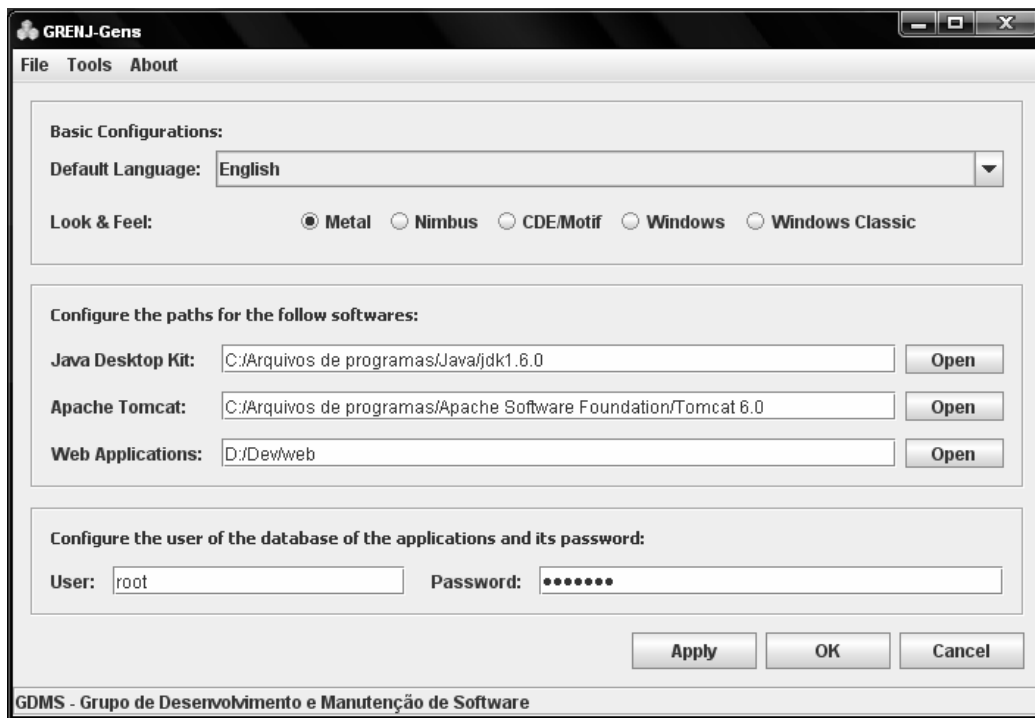 GRENJ-Gens
File Tools About
Basic Configurations:
Default Language: English
Look & Feel: Metal Nimbus CDE/Motif Windows Windows Classic
Configure the paths for the follow softwares:
Java Desktop Kit: C:/Arquivos de programas/Java/jdk1.6.0 Open
Apache Tomcat: C:/Arquivos de programas/Apache Software Foundation/Tomcat 6.0 Open
Web Applications: D:/Dev/web Open
Configure the user of the database of the applications and its password:
User: root Password: •••••••
Apply OK Cancel
GDMS - Grupo de Desenvolvimento e Manutenção de Software